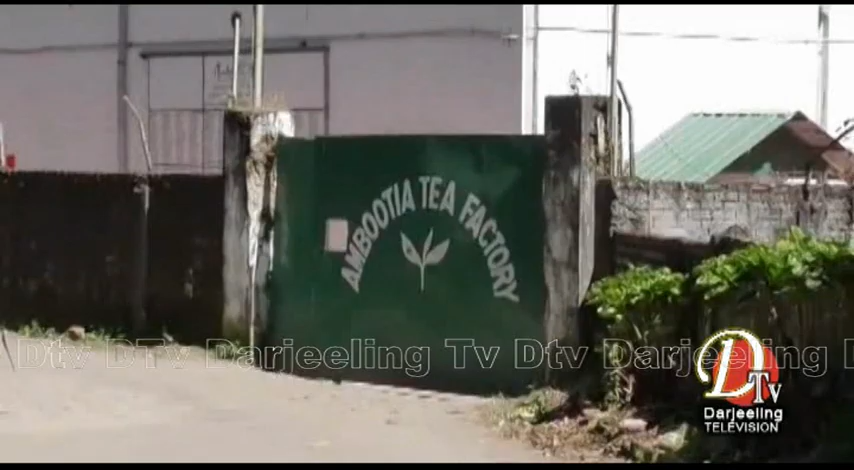 AMBOOTIA TEA FACTORY
Dtv DTv Darjeeling Tv Dtv Darjeeling D
DTv
Darjeeling
TELEVISION